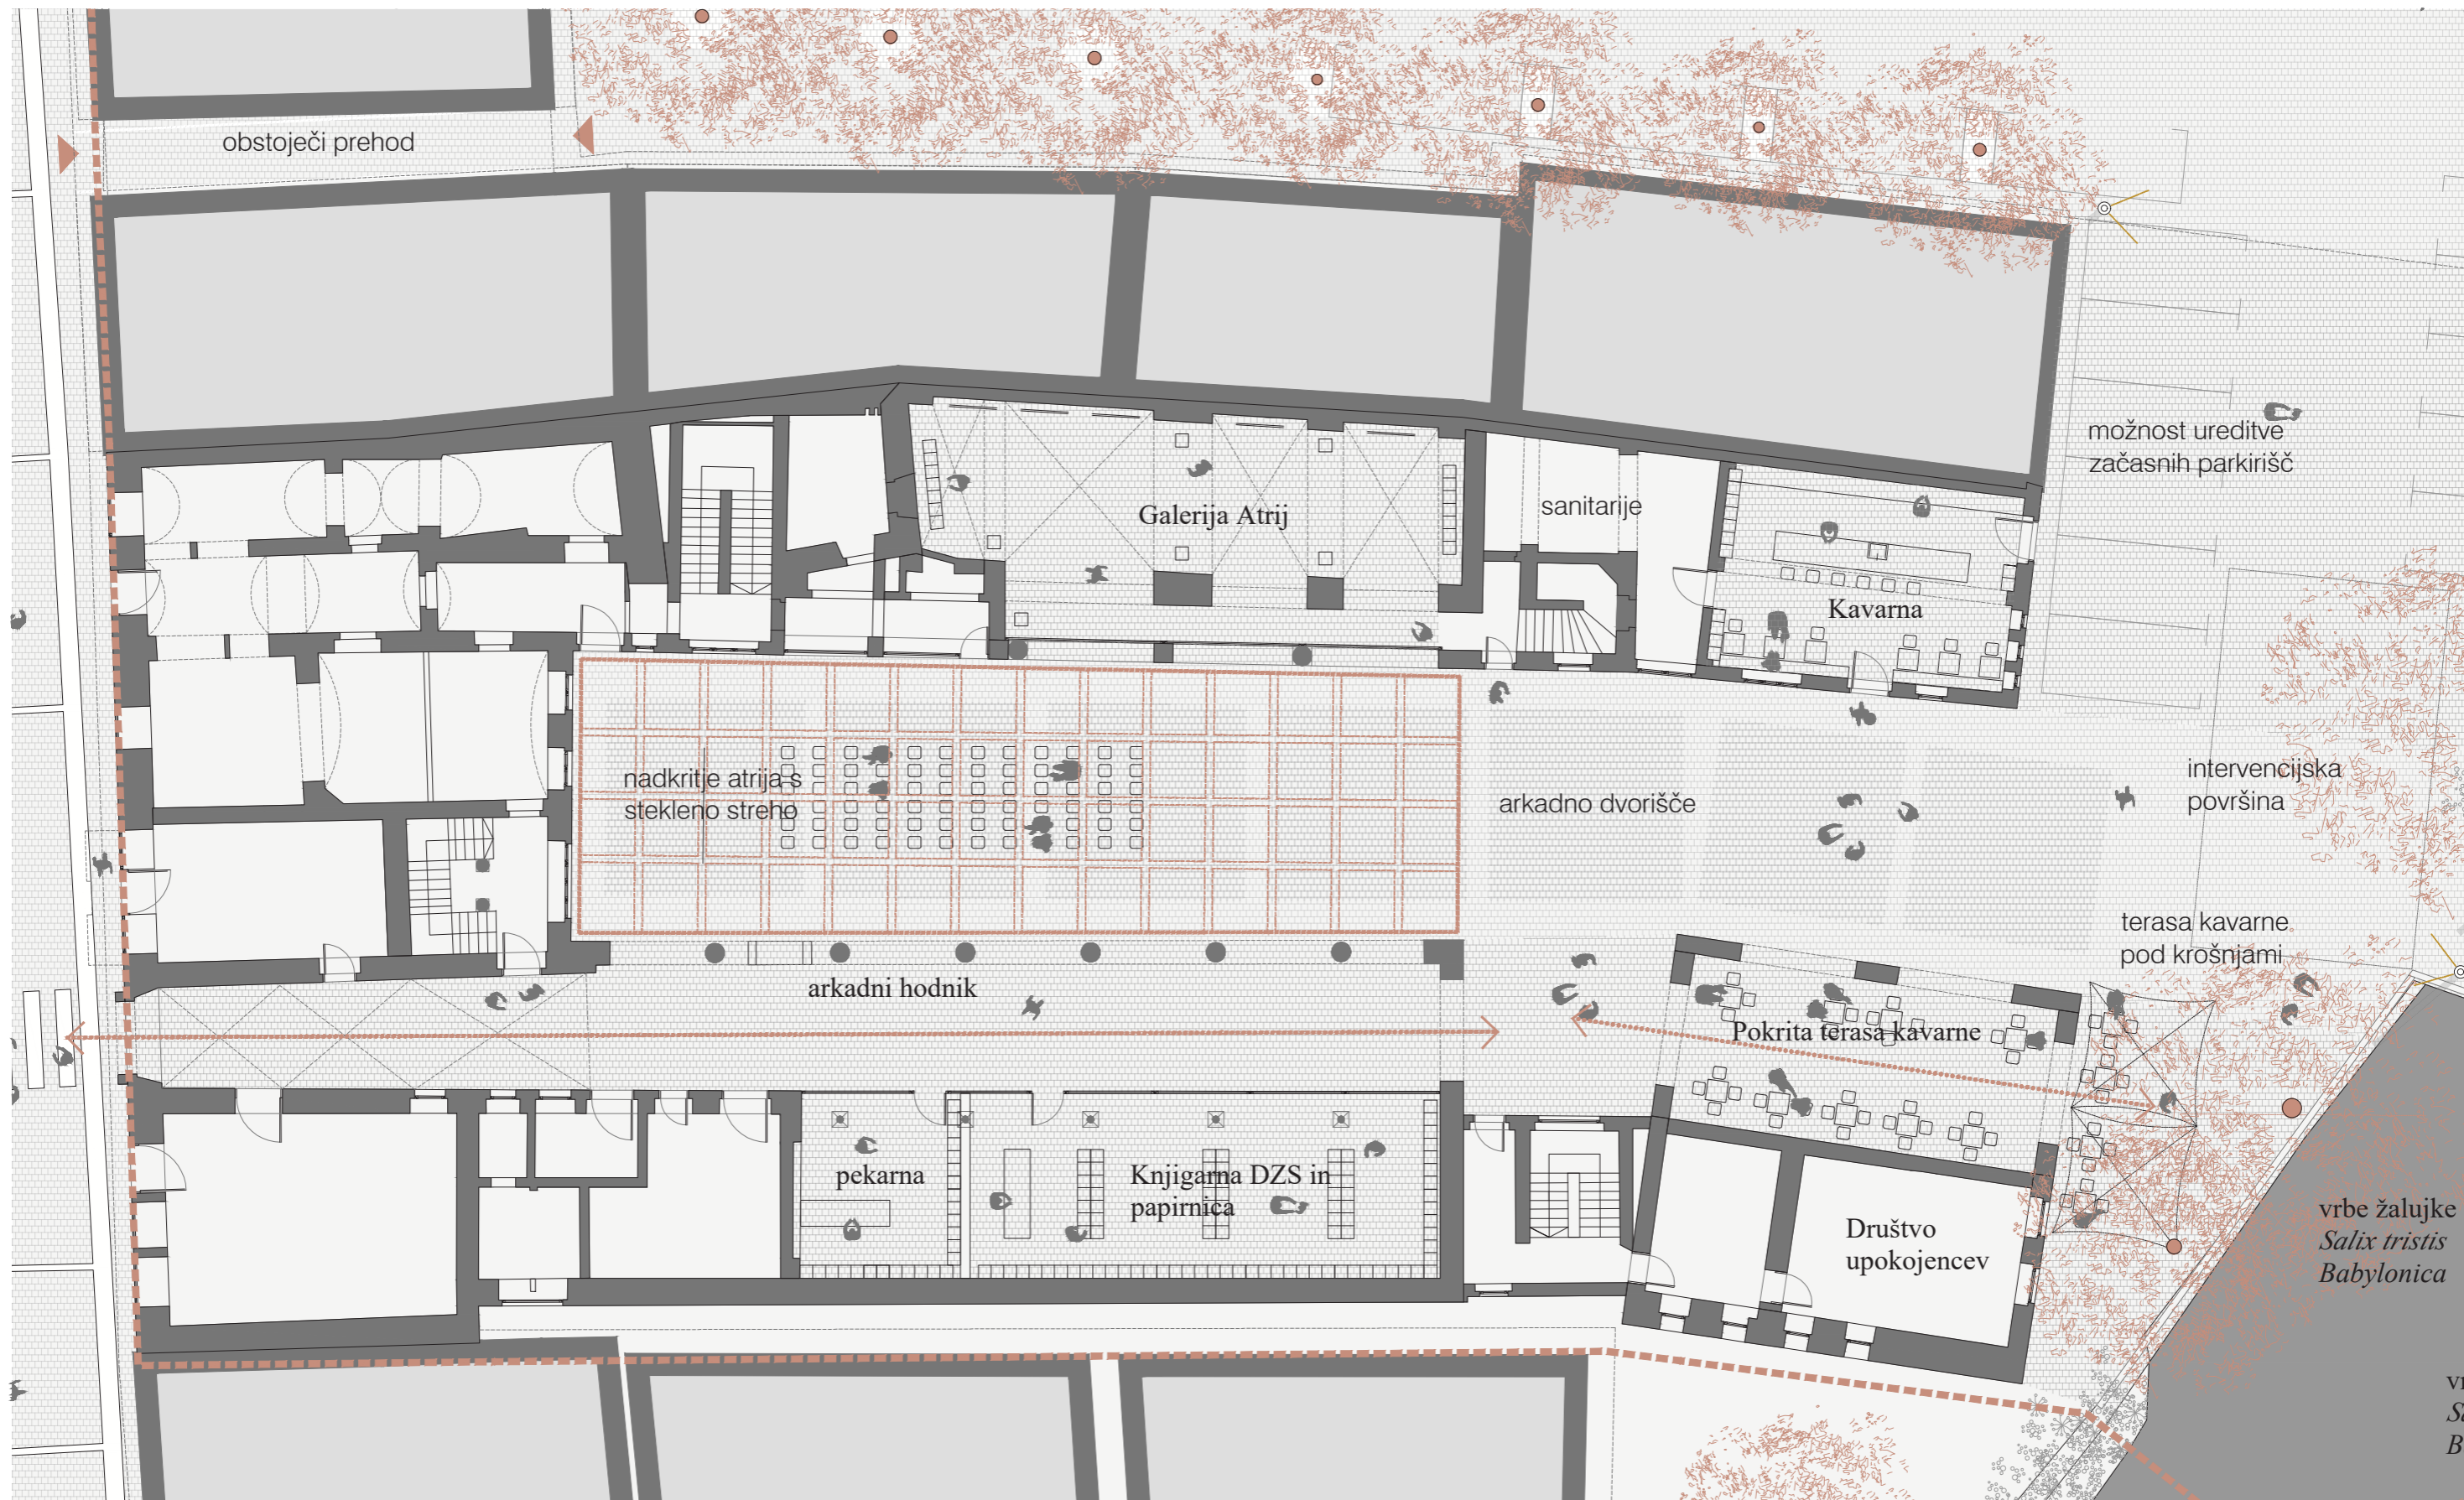 obstoječi prehod
možnost ureditve
začasnih parkirišč
Galerija Atrij
sanitarije
Kavarna
nadkritje atrija s
stekleno streho
arkadno dvorišče
intervencijska
površina
terasa kavarne
pod krošnjami
arkadni hodnik
Pokrita terasa kavarne
pekarna
Knjigarna DZS in
papirnica
Društvo
upokojencev
vrbe žalujke
Salix tristis
Babylonica